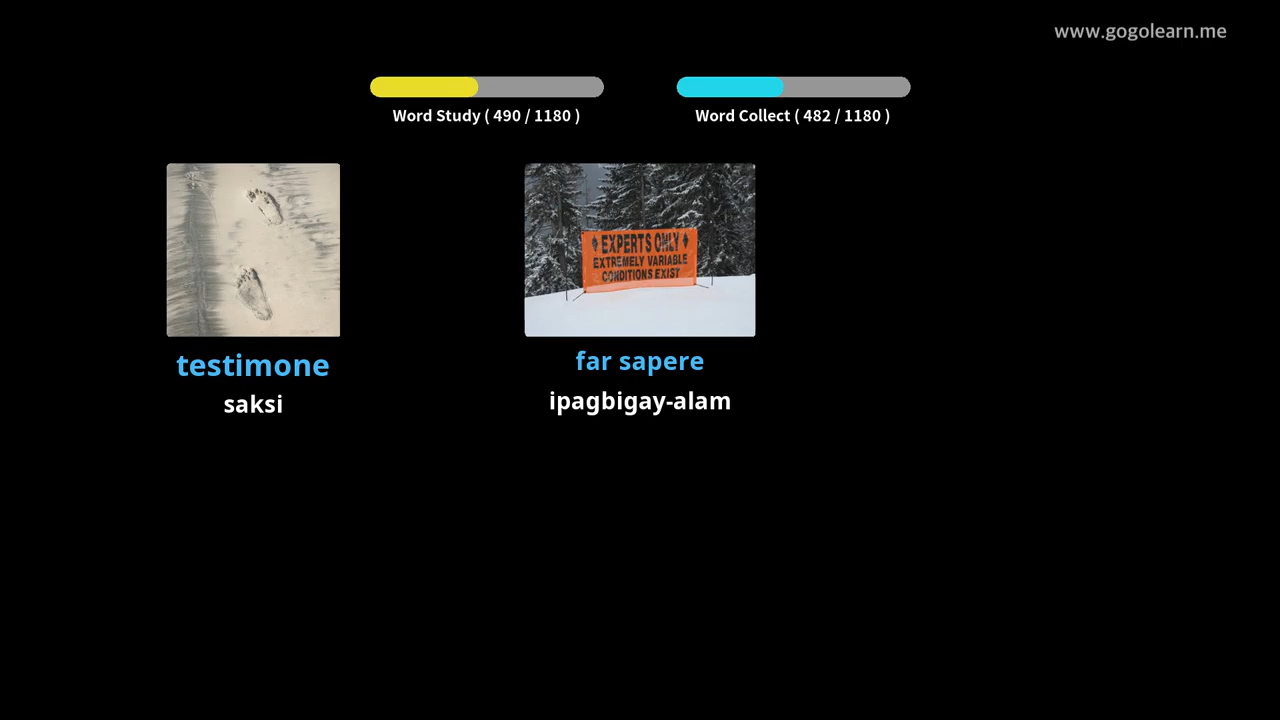 www.gogolearn.me
Word Study ( 490 / 1180 )
Word Collect ( 482 / 1180 )
EXPERTS ONLY
EXTREMELY VARIABLE
CONDITIONS EXIST
testimone
saksi
far sapere
ipagbigay-alam